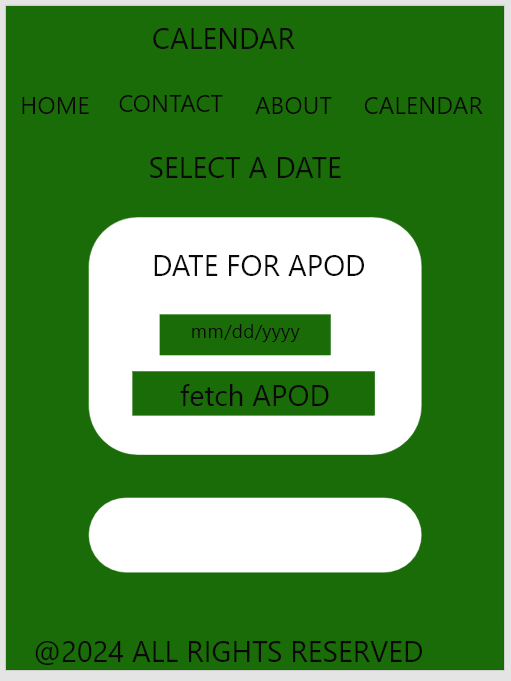 CALENDAR
HOME CONTACT ABOUT CALENDAR
SELECT A DATE
DATE FOR APOD
mm/dd/yyyy
fetch APOD
@2024 ALL RIGHTS RESERVED